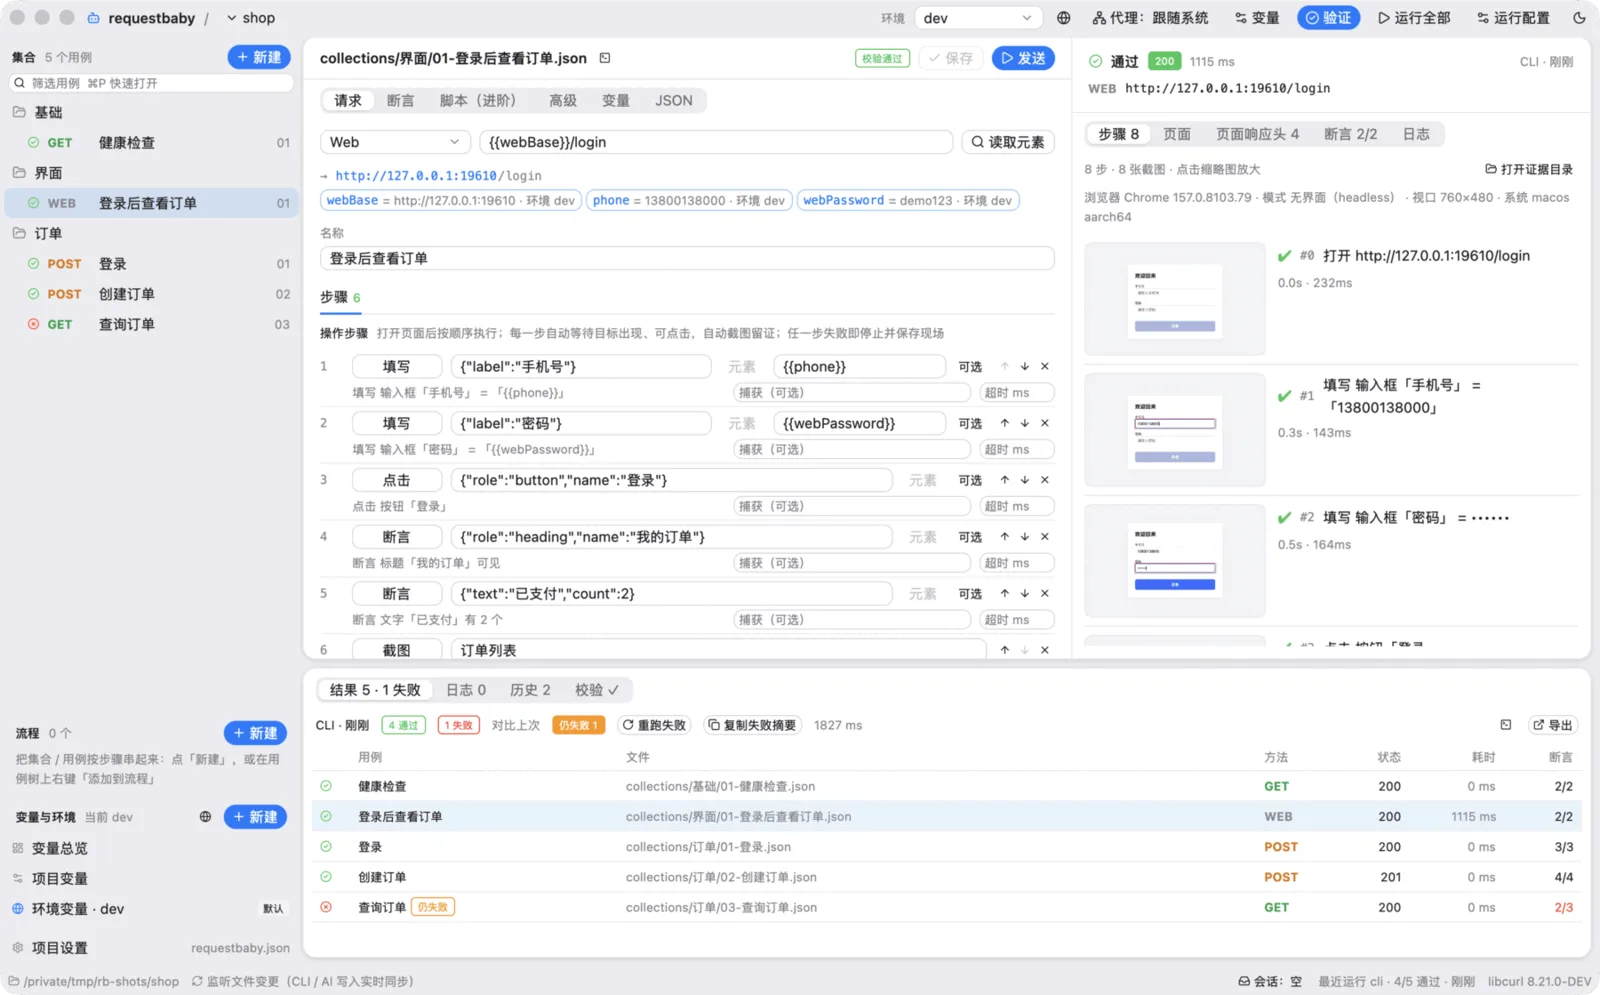 requestbaby / shop
环境 dev 代理：跟随系统 变量 验证 运行全部 运行配置
集合 5 个用例 + 新建
筛选用例 ⌘P 快速打开
基础
GET 健康检查 01
界面
WEB 登录后查看订单 01
订单
POST 登录 01
POST 创建订单 02
GET 查询订单 03
流程 0 个 + 新建
把集合 / 用例按步骤串起来：点「新建」，或在用
例树上右键「添加到流程」
变量与环境 当前 dev + 新建
变量总览
项目变量
环境变量 · dev 默认
项目设置 requestbaby.json
collections/界面/01-登录后查看订单.json 校验通过 保存 发送
请求 断言 脚本（进阶） 高级 变量 JSON
Web {{webBase}}/login 读取元素
→ http://127.0.0.1:19610/login
webBase = http://127.0.0.1:19610 · 环境 dev phone = 13800138000 · 环境 dev webPassword = demo123 · 环境 dev
名称
登录后查看订单
步骤 6
操作步骤 打开页面后按顺序执行；每一步自动等待目标出现、可点击，自动截图留证；任一步失败即停止并保存现场
1 填写 {"label":"手机号"} 元素 {{phone}} 可选 ↑ ↓ ×
填写 输入框「手机号」 = 「{{phone}}」 捕获（可选） 超时 ms
2 填写 {"label":"密码"} 元素 {{webPassword}} 可选 ↑ ↓ ×
填写 输入框「密码」 = 「{{webPassword}}」 捕获（可选） 超时 ms
3 点击 {"role":"button","name":"登录"} 元素 可选 ↑ ↓ ×
点击 按钮「登录」 捕获（可选） 超时 ms
4 断言 {"role":"heading","name":"我的订单"} 元素 可选 ↑ ↓ ×
断言 标题「我的订单」可见 捕获（可选） 超时 ms
5 断言 {"text":"已支付","count":2} 元素 可选 ↑ ↓ ×
断言 文字「已支付」有 2 个 捕获（可选） 超时 ms
6 截图 订单列表 ↑ ↓ ×
通过 200 1115 ms CLI · 刚刚
WEB http://127.0.0.1:19610/login
步骤 8 页面 页面响应头 4 断言 2/2 日志
8 步 · 8 张截图 · 点击缩略图放大 打开证据目录
浏览器 Chrome 157.0.8103.79 · 模式 无界面（headless） · 视口 760×480 · 系统 macos
aarch64
#0 打开 http://127.0.0.1:19610/login
0.0s · 232ms
#1 填写 输入框「手机号」 =
「13800138000」
0.3s · 143ms
#2 填写 输入框「密码」 = ••••••
0.5s · 164ms
结果 5 · 1 失败 日志 0 历史 2 校验 ✓
CLI · 刚刚 4 通过 1 失败 对比上次 仍失败 1 重跑失败 复制失败摘要 1827 ms 导出
用例 文件 方法 状态 耗时 断言
健康检查 collections/基础/01-健康检查.json GET 200 0 ms 2/2
登录后查看订单 collections/界面/01-登录后查看订单.json WEB 200 1115 ms 2/2
登录 collections/订单/01-登录.json POST 200 0 ms 3/3
创建订单 collections/订单/02-创建订单.json POST 201 0 ms 4/4
查询订单 仍失败 collections/订单/03-查询订单.json GET 200 0 ms 2/3
/private/tmp/rb-shots/shop 监听文件变更（CLI / AI 写入实时同步） 会话：空 最近运行 cli · 4/5 通过 · 刚刚 libcurl 8.21.0-DEV